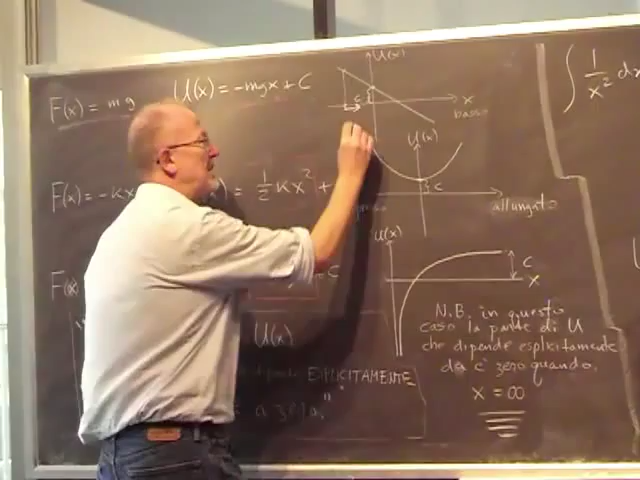 F(x) = mg
U(x) = -mgx + C
U(x)
C
x
basso
∫ 1/x² dx
F(x) = -Kx
= 1/2 Kx² +
U(x)
C
allungato
F(x)
C
U(x)
C
x
U(x)
ESPLICITAMENTE
a zero."
N.B. in questo
caso la parte di U
che dipende esplicitamente
da è zero quando.
x = ∞